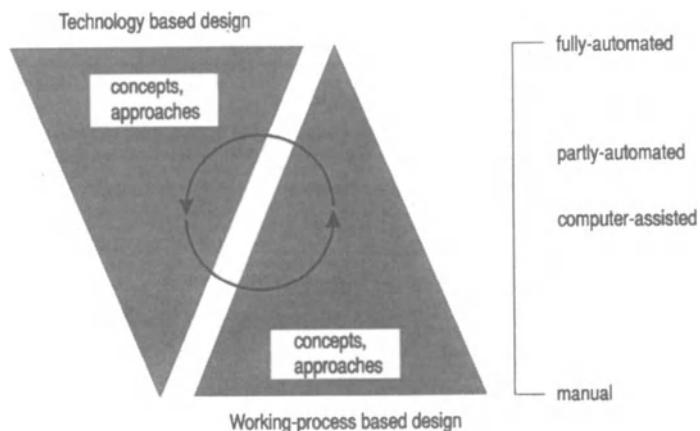 Technology based design
concepts,
approaches
concepts,
approaches
Working-process based design
fully-automated
partly-automated
computer-assisted
manual